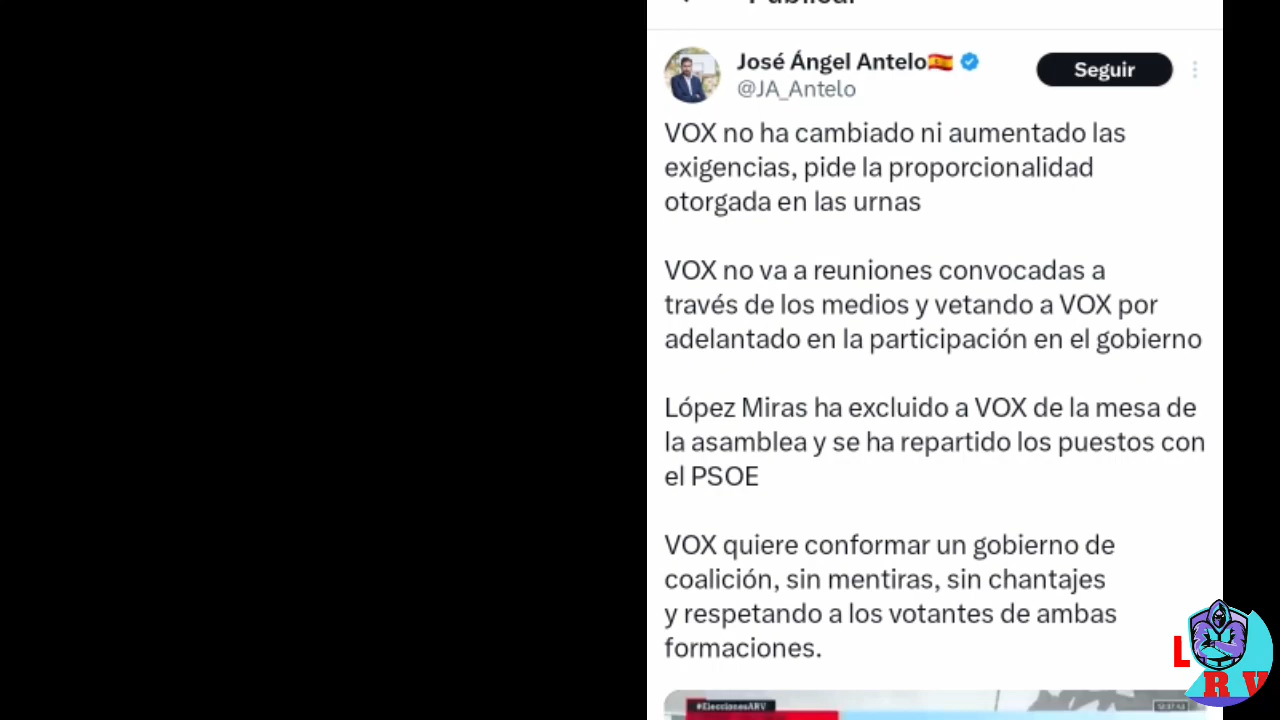 Publicar
José Ángel Antelo
@JA_Antelo
Seguir
VOX no ha cambiado ni aumentado las
exigencias, pide la proporcionalidad
otorgada en las urnas
VOX no va a reuniones convocadas a
través de los medios y vetando a VOX por
adelantado en la participación en el gobierno
López Miras ha excluido a VOX de la mesa de
la asamblea y se ha repartido los puestos con
el PSOE
VOX quiere conformar un gobierno de
coalición, sin mentiras, sin chantajes
y respetando a los votantes de ambas
formaciones.
#EleccionesARV
L
R V